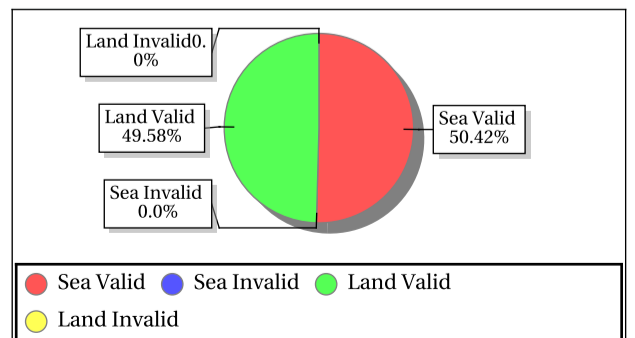 Land Invalid0.
0%
Land Valid
49.58%
Sea Valid
50.42%
Sea Invalid
0.0%
Sea Valid Sea Invalid Land Valid
Land Invalid